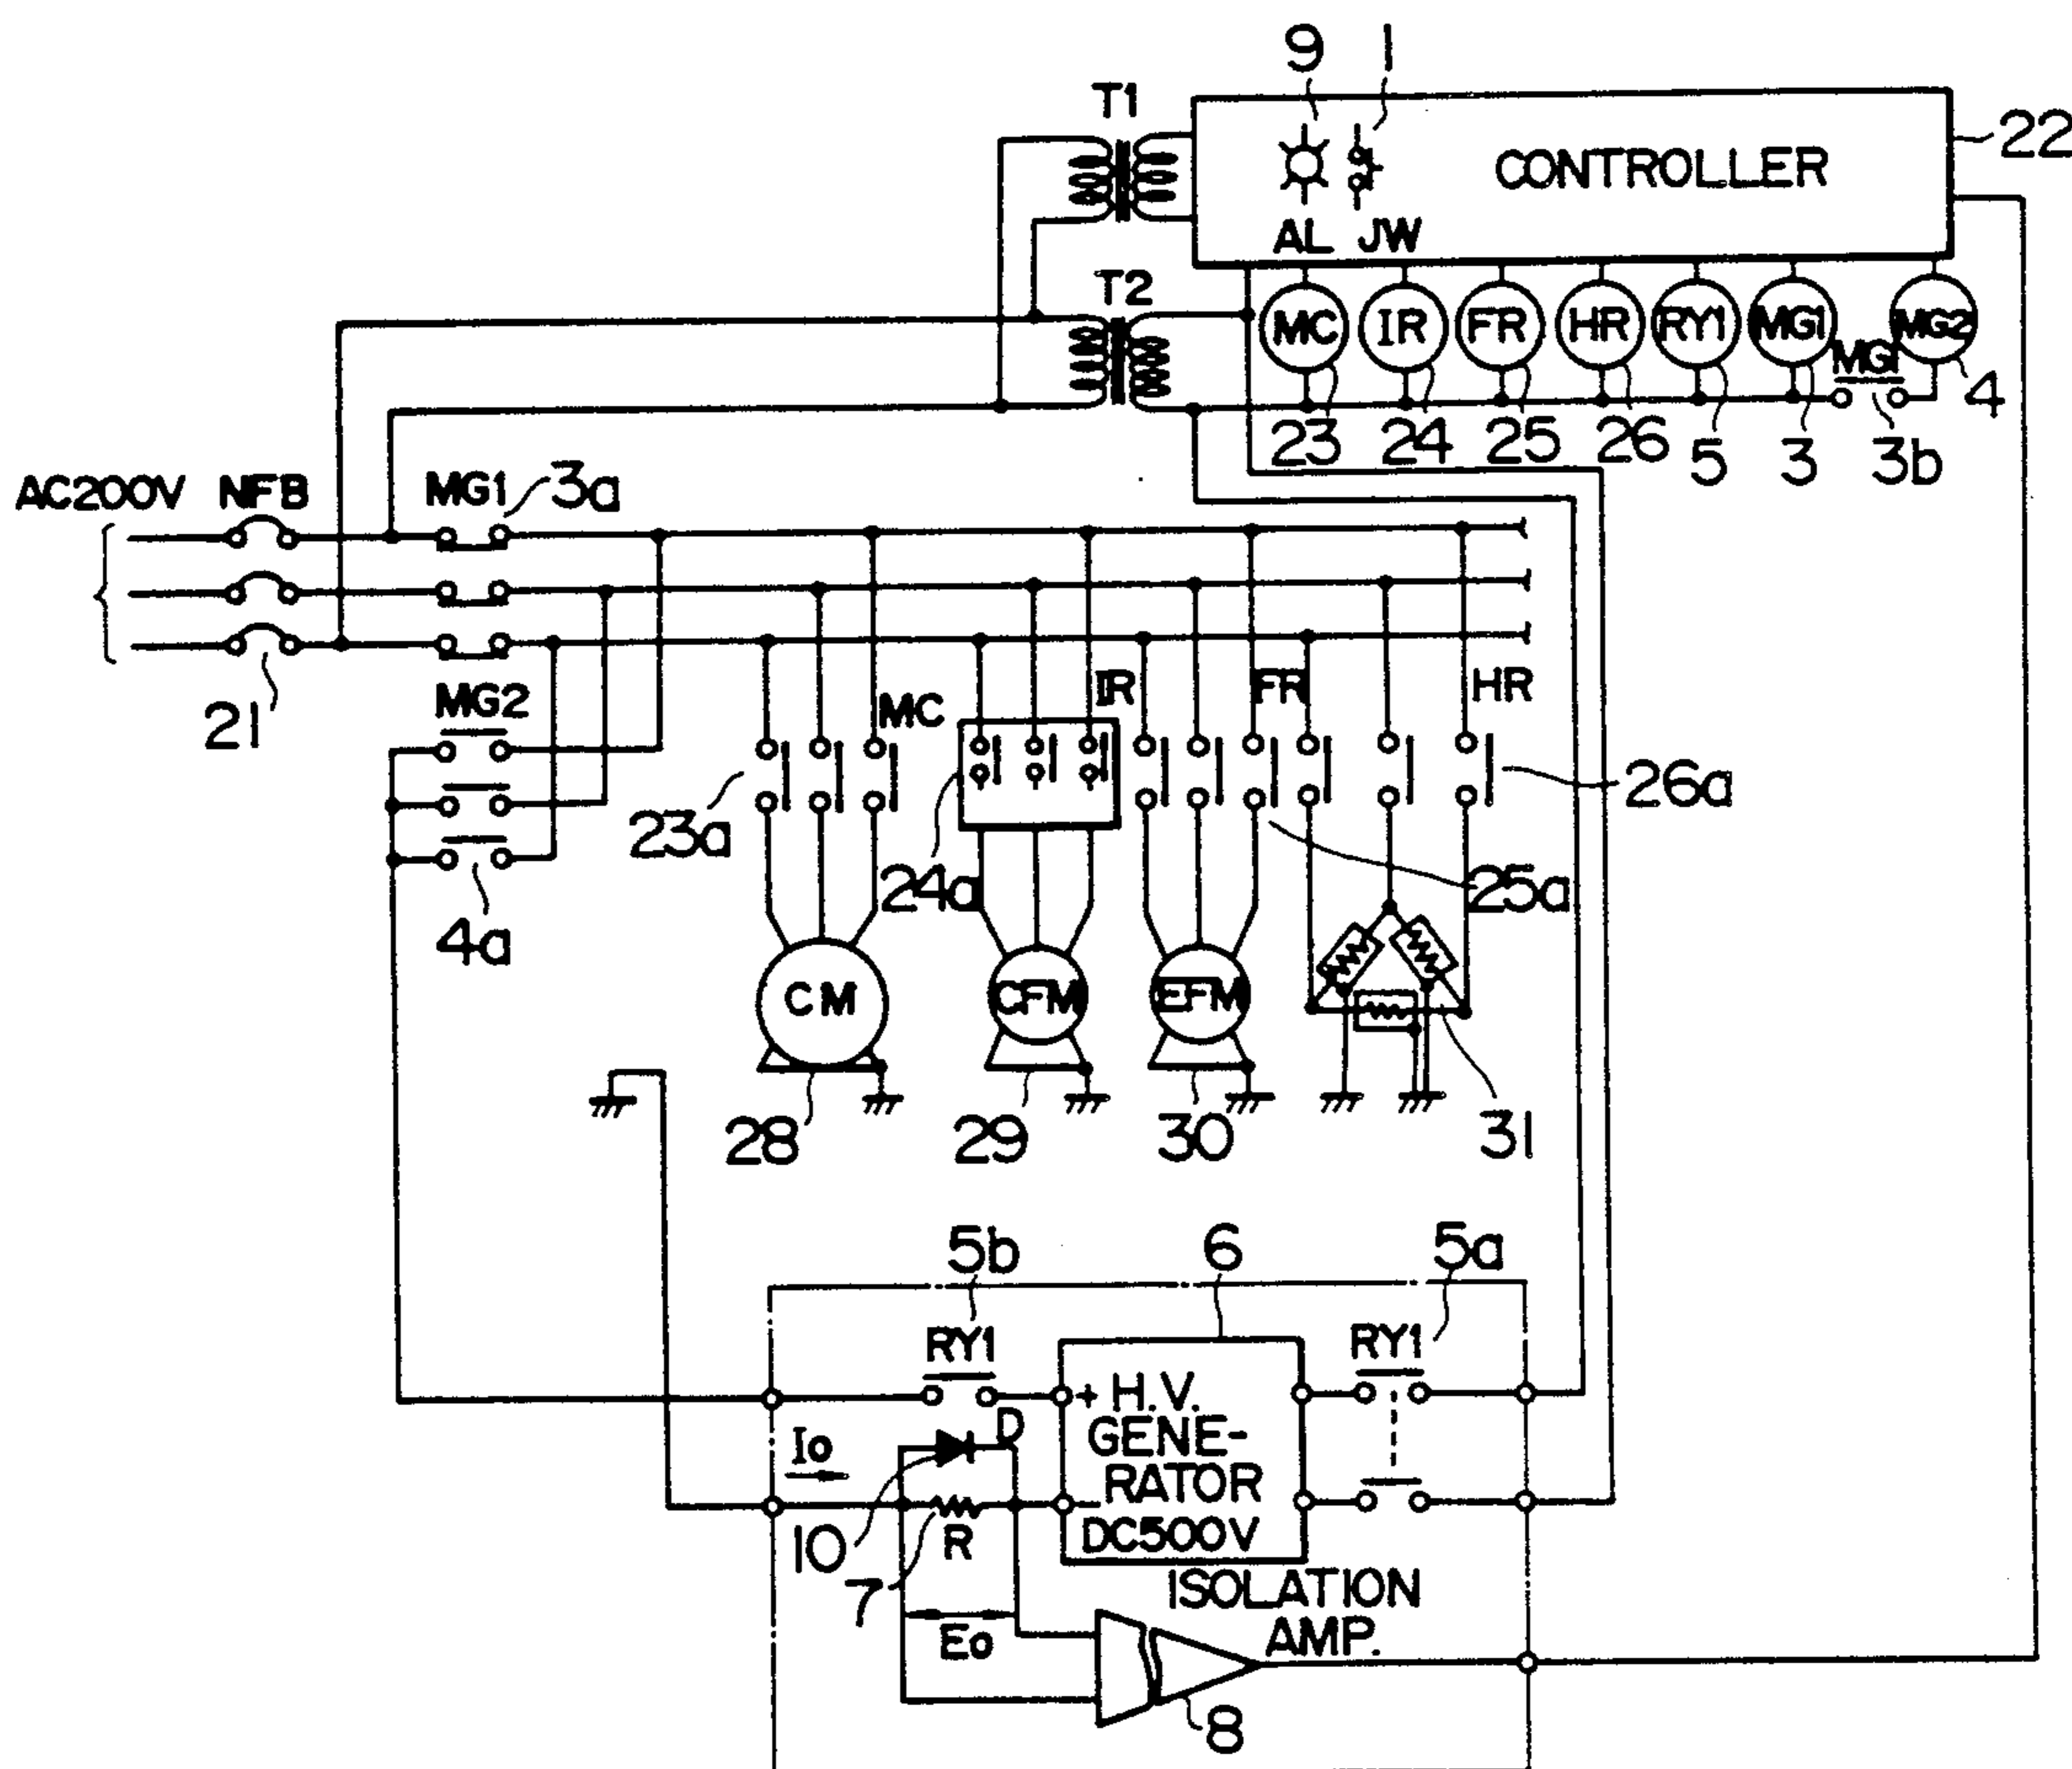 9 1
T1
22
CONTROLLER
AL JW
T2
MC IR FR HR RY1 MG1 MG2
MG1
23 24 25 26 5 3 3b 4
AC200V NFB MG1 3a
21
MG2
MC IR FR HR
23a 24a 25a 26a
4a
CM CFM EFM
28 29 30 31
5b 6 5a
RY1 RY1
+ H.V.
GENE-
RATOR
DC500V
D
Io
10 R
7
ISOLATION
AMP.
Eo
8